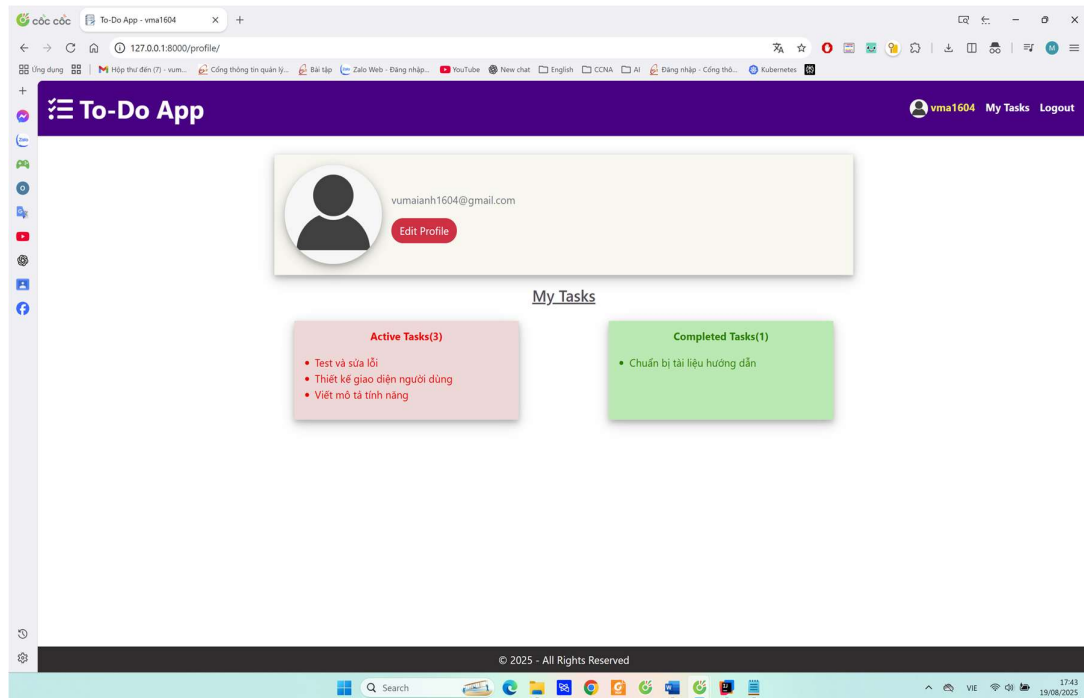 cốc cốc
To-Do App - vma1604
127.0.0.1:8000/profile/
Ứng dụng
Hộp thư đến (7) - vum...
Cổng thông tin quản lý...
Bài tập
Zalo Web - Đăng nhập...
YouTube
New chat
English
CCNA
AI
Đăng nhập - Cổng thô...
Kubernetes
To-Do App
vma1604
My Tasks
Logout
vumaianh1604@gmail.com
Edit Profile
My Tasks
Active Tasks(3)
Test và sửa lỗi
Thiết kế giao diện người dùng
Viết mô tả tính năng
Completed Tasks(1)
Chuẩn bị tài liệu hướng dẫn
© 2025 - All Rights Reserved
Search
VIE
17:43
19/08/2025